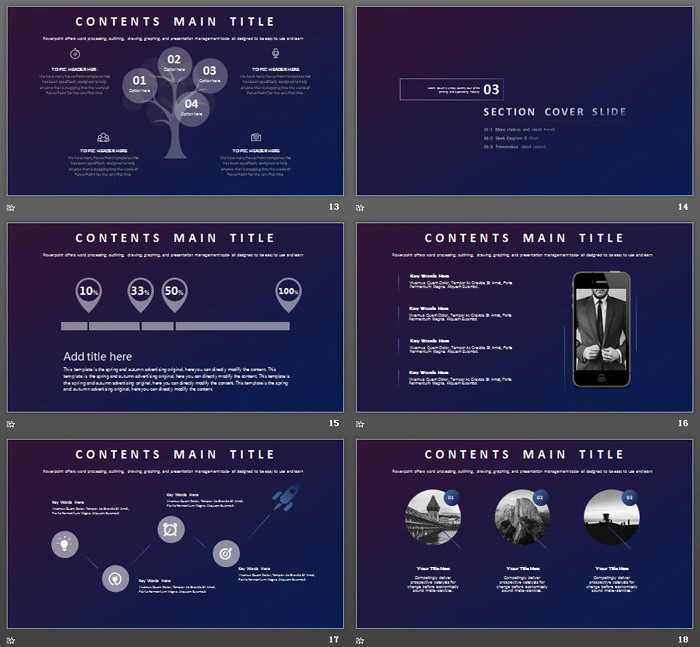 CONTENTS MAIN TITLE
Powerpoint offers word processing, outlining, drawing, graphing, and presentation management tools- all designed to be easy to use and learn
TOPIC HEADER HERE
We have many PowerPoint templates that
has been specifically designed to help
anyone that is stepping into the world of
PowerPoint for the very first time
01
Option here
02
Option here
03
Option here
04
Option here
TOPIC HEADER HERE
We have many PowerPoint templates that
has been specifically designed to help
anyone that is stepping into the world of
PowerPoint for the very first time
TOPIC HEADER HERE
We have many PowerPoint templates that
has been specifically designed to help
anyone that is stepping into the world of
PowerPoint for the very first time
TOPIC HEADER HERE
We have many PowerPoint templates that
has been specifically designed to help
anyone that is stepping into the world of
PowerPoint for the very first time
13
03
SECTION COVER SLIDE
03.1. More choices and visual trends
03.2. Sleek Diagram & chart
03.3. Tremendous visual speed
14
CONTENTS MAIN TITLE
Powerpoint offers word processing, outlining, drawing, graphing, and presentation management tools- all designed to be easy to use and learn
10%
33%
50%
100%
Add title here
This template is the spring and autumn advertising original, here you can directly modify the content. This
template is the spring and autumn advertising original, here you can directly modify the content. This template is
the spring and autumn advertising original, here you can directly modify the content. This template is the spring
and autumn advertising original, here you can directly modify the content.
15
CONTENTS MAIN TITLE
Powerpoint offers word processing, outlining, drawing, graphing, and presentation management tools- all designed to be easy to use and learn
Key Words Here
Vivamus Quam Dolor, Tempor Ac Gravida Sit Amet, Porta
Fermentum Magna. Aliquam Euismod.
Key Words Here
Vivamus Quam Dolor, Tempor Ac Gravida Sit Amet, Porta
Fermentum Magna. Aliquam Euismod.
Key Words Here
Vivamus Quam Dolor, Tempor Ac Gravida Sit Amet, Porta
Fermentum Magna. Aliquam Euismod.
Key Words Here
Vivamus Quam Dolor, Tempor Ac Gravida Sit Amet, Porta
Fermentum Magna. Aliquam Euismod.
16
CONTENTS MAIN TITLE
Powerpoint offers word processing, outlining, drawing, graphing, and presentation management tools- all designed to be easy to use and learn
Key Words Here
Vivamus Quam Dolor, Tempor Ac Gravida Sit Amet,
Porta Fermentum Magna. Aliquam Euismod.
Key Words Here
Vivamus Quam Dolor, Tempor Ac Gravida Sit Amet,
Porta Fermentum Magna. Aliquam Euismod.
Key Words Here
Vivamus Quam Dolor, Tempor Ac Gravida Sit Amet,
Porta Fermentum Magna. Aliquam Euismod.
Key Words Here
Vivamus Quam Dolor, Tempor Ac Gravida Sit Amet,
Porta Fermentum Magna. Aliquam Euismod.
17
CONTENTS MAIN TITLE
Powerpoint offers word processing, outlining, drawing, graphing, and presentation management tools- all designed to be easy to use and learn
01
02
03
Your Title Here
Compellingly deliver
prospective catalysts for
change before economically
sound meta-services.
Your Title Here
Compellingly deliver
prospective catalysts for
change before economically
sound meta-services.
Your Title Here
Compellingly deliver
prospective catalysts for
change before economically
sound meta-services.
18